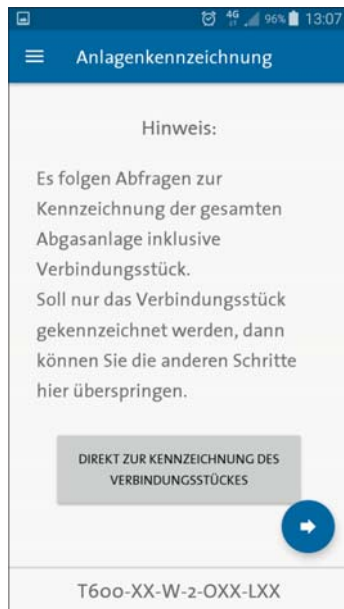 4G 96% 13:07
Anlagenkennzeichnung
Hinweis:
Es folgen Abfragen zur
Kennzeichnung der gesamten
Abgasanlage inklusive
Verbindungsstück.
Soll nur das Verbindungsstück
gekennzeichnet werden, dann
können Sie die anderen Schritte
hier überspringen.
DIREKT ZUR KENNZEICHNUNG DES
VERBINDUNGSSTÜCKES
T600-XX-W-2-OXX-LXX